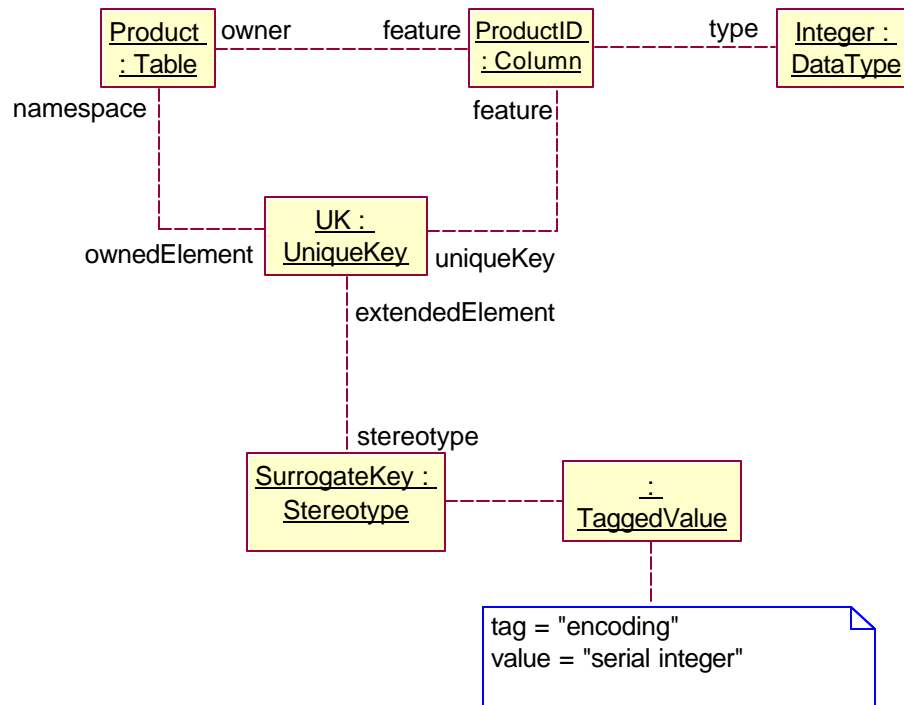 Product
: Table
owner
feature
ProductID
: Column
type
Integer :
DataType
namespace
feature
UK :
UniqueKey
ownedElement
uniqueKey
extendedElement
stereotype
SurrogateKey :
Stereotype
:
TaggedValue
tag = "encoding"
value = "serial integer"